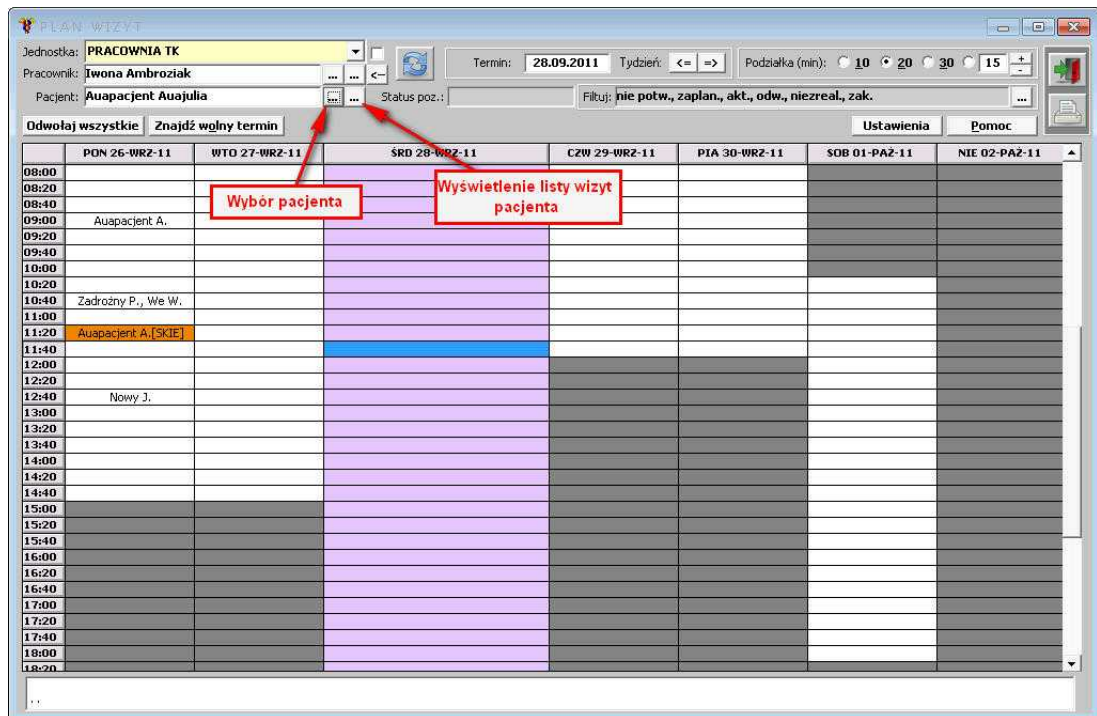 PLAN WIZYT
Jednostka: PRACOWNIA TK
Pracownik: Iwona Ambroziak ... ... <-
Termin: 28.09.2011 Tydzień: <= => Podziałka (min): 10 20 30 15 + -
Pacjent: Auapacjent Auajulia ... ... Status poz.: Filtuj: nie potw., zaplan., akt., odw., niezreal., zak. ...
Odwołaj wszystkie Znajdź wolny termin Ustawienia Pomoc
PON 26-WRZ-11 WTO 27-WRZ-11 ŚRD 28-WRZ-11 CZW 29-WRZ-11 PIA 30-WRZ-11 SOB 01-PAŹ-11 NIE 02-PAŹ-11
08:00
08:20
08:40
Wybór pacjenta
Wyświetlenie listy wizyt
pacjenta
09:00 Auapacjent A.
09:20
09:40
10:00
10:20
10:40 Zadrożny P., We W.
11:00
11:20 Auapacjent A.[SKIE]
11:40
12:00
12:20
12:40 Nowy J.
13:00
13:20
13:40
14:00
14:20
14:40
15:00
15:20
15:40
16:00
16:20
16:40
17:00
17:20
17:40
18:00
18:20
..